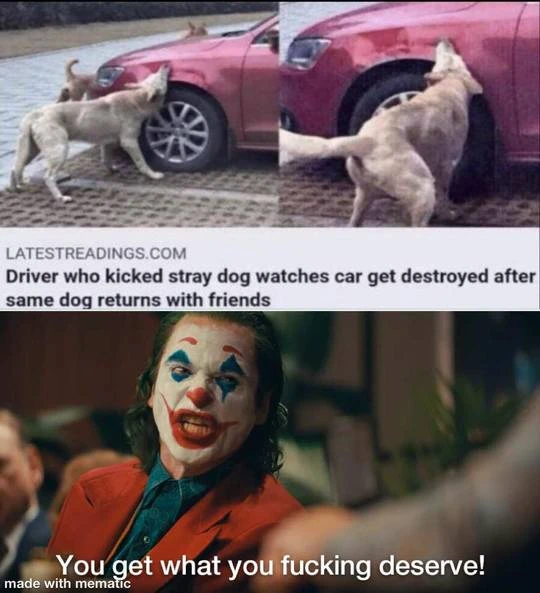 LATESTREADINGS.COM
Driver who kicked stray dog watches car get destroyed after
same dog returns with friends
You get what you fucking deserve!
made with mematic